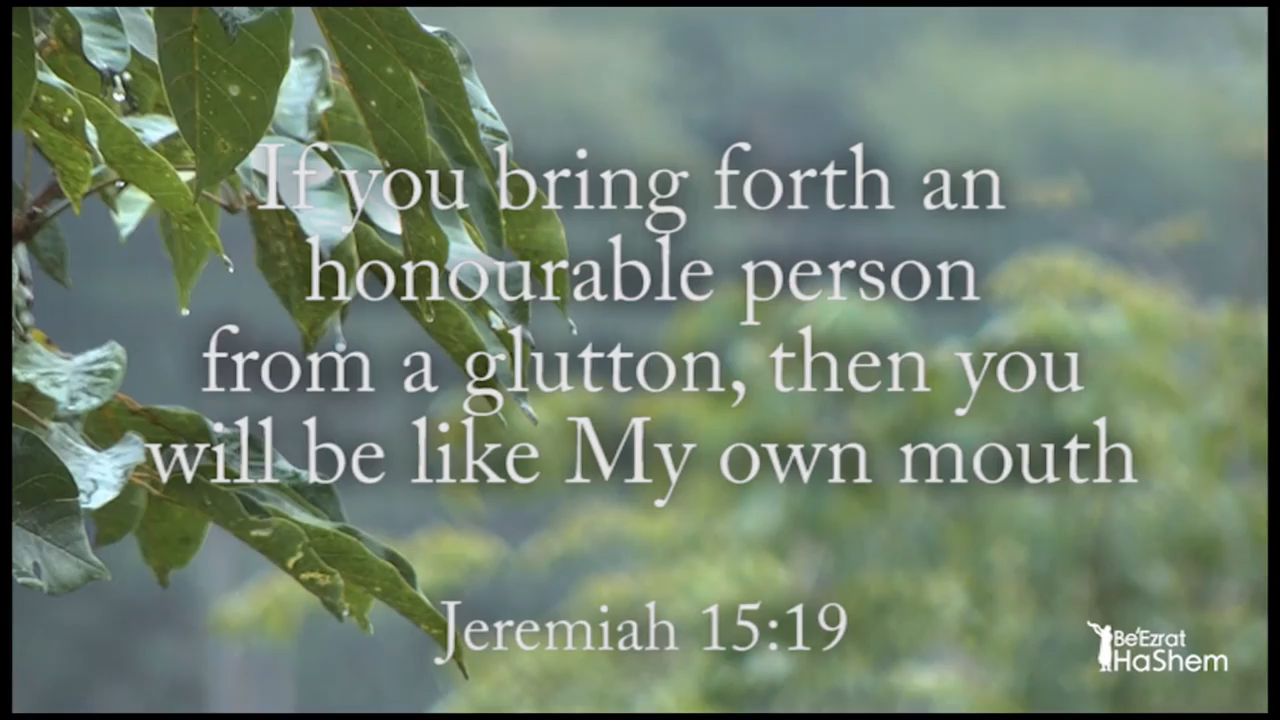 If you bring forth an
honourable person
from a glutton, then you
will be like My own mouth
Jeremiah 15:19
Be'Ezrat
HaShem